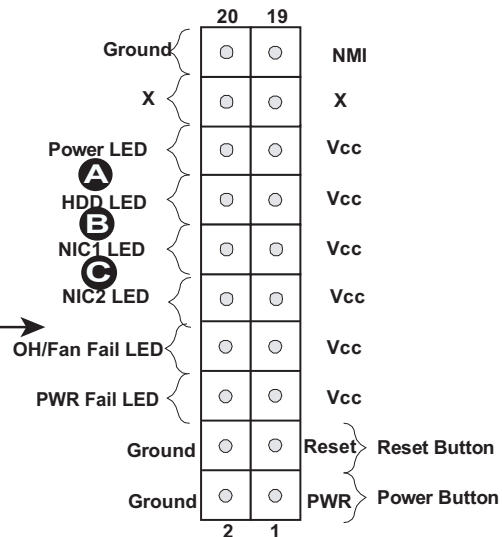 20 19
Ground NMI
X X
Power LED Vcc
A
HDD LED Vcc
B
NIC1 LED Vcc
C
NIC2 LED Vcc
OH/Fan Fail LED Vcc
PWR Fail LED Vcc
Ground Reset Reset Button
Ground PWR Power Button
2 1